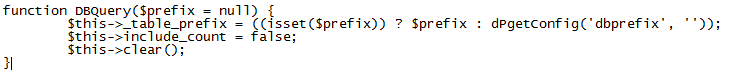 function DBQuery($prefix = null) {
        $this->_table_prefix = ((isset($prefix)) ? $prefix : dPgetConfig('dbprefix', ''));
        $this->include_count = false;
        $this->clear();
}